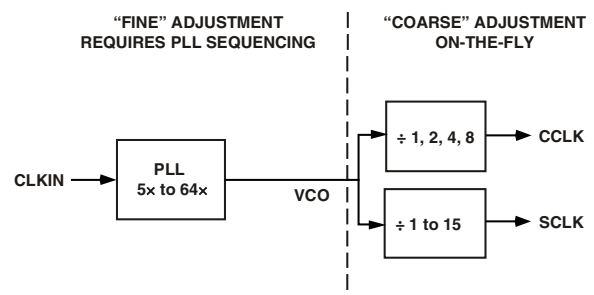 “FINE” ADJUSTMENT
REQUIRES PLL SEQUENCING
“COARSE” ADJUSTMENT
ON-THE-FLY
CLKIN
PLL
5× to 64×
VCO
÷ 1, 2, 4, 8
CCLK
÷ 1 to 15
SCLK